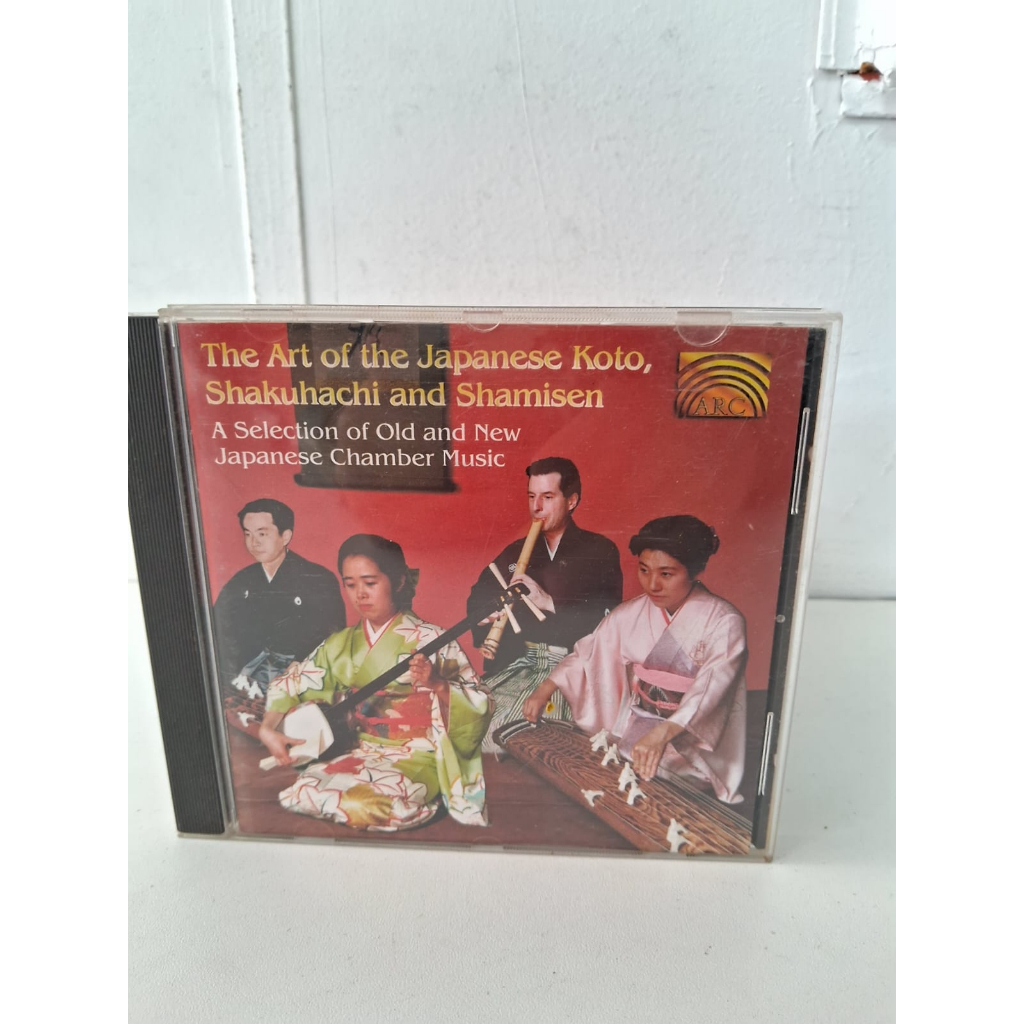 The Art of the Japanese Koto,
Shakuhachi and Shamisen
A Selection of Old and New
Japanese Chamber Music
ARC